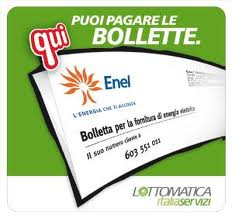 qui
PUOI PAGARE LE
BOLLETTE.
Enel
L'ENERGIA CHE TI ASCOLTA
Bolletta per la fornitura di energia elettrica
Il suo numero cliente è
603 551 011
LOTTOMATICA
italiaservizi